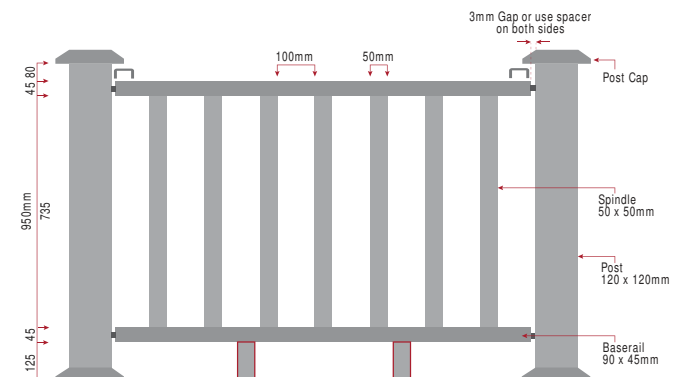 3mm Gap or use spacer
on both sides
100mm
50mm
Post Cap
80
45
950mm
735
Spindle
50 x 50mm
Post
120 x 120mm
45
125
Baserail
90 x 45mm